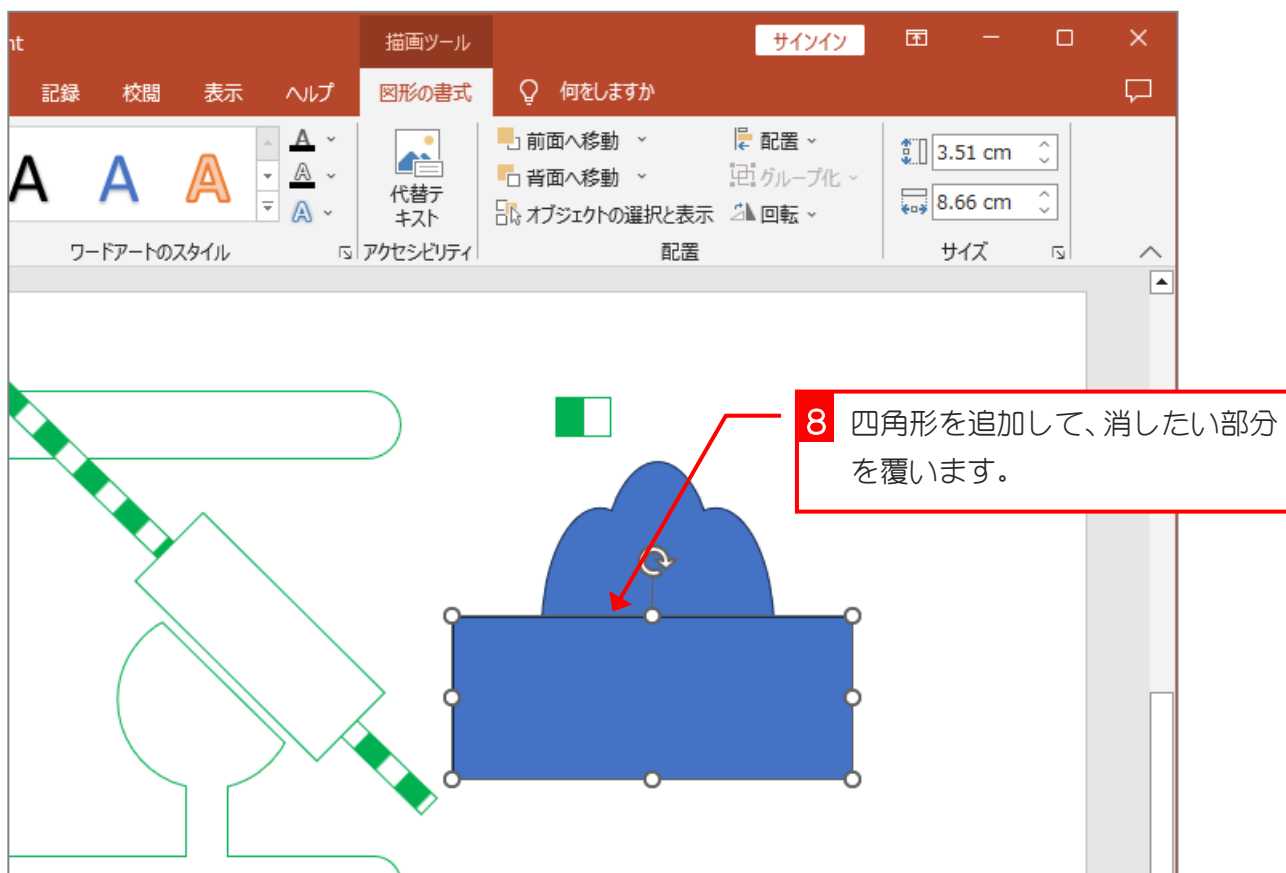 nt
描画ツール
サインイン
記録 校閲 表示 ヘルプ 図形の書式 何をしますか
A A A
A
A
A
代替テ
キスト
前面へ移動
背面へ移動
オブジェクトの選択と表示
配置
グループ化
回転
3.51 cm
8.66 cm
ワードアートのスタイル アクセシビリティ 配置 サイズ
8 四角形を追加して、消したい部分
を覆います。